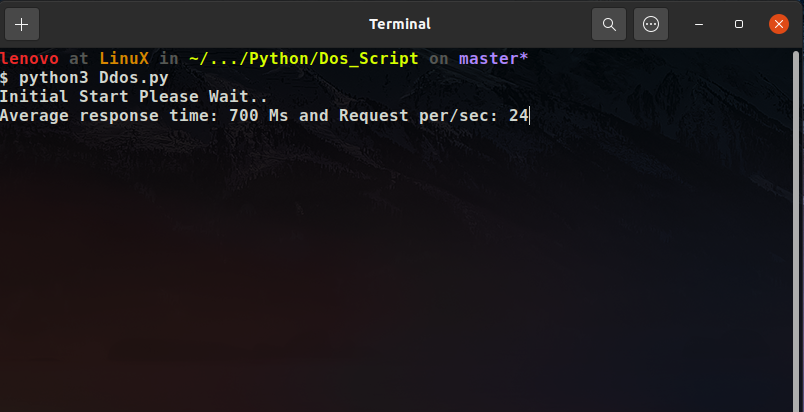 Terminal
lenovo at LinuX in ~/.../Python/Dos_Script on master*
$ python3 Ddos.py
Initial Start Please Wait..
Average response time: 700 Ms and Request per/sec: 24